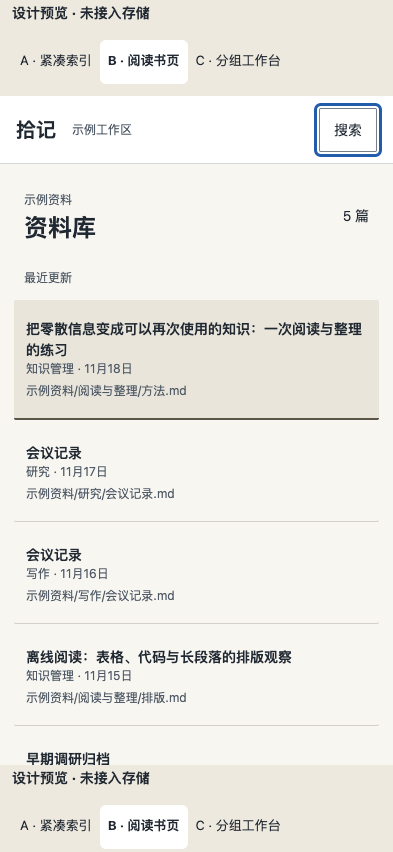 设计预览 · 未接入存储
A · 紧凑索引 B · 阅读书页 C · 分组工作台
拾记 示例工作区 搜索
示例资料
资料库 5 篇
最近更新
把零散信息变成可以再次使用的知识：一次阅读与整理
的练习
知识管理 · 11月18日
示例资料/阅读与整理/方法.md
会议记录
研究 · 11月17日
示例资料/研究/会议记录.md
会议记录
写作 · 11月16日
示例资料/写作/会议记录.md
离线阅读：表格、代码与长段落的排版观察
知识管理 · 11月15日
示例资料/阅读与整理/排版.md
早期调研归档
设计预览 · 未接入存储
A · 紧凑索引 B · 阅读书页 C · 分组工作台